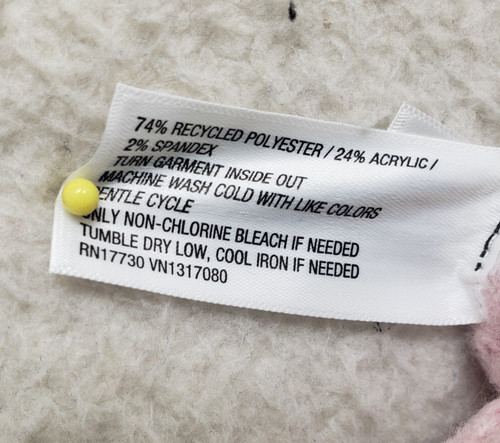 74% RECYCLED POLYESTER / 24% ACRYLIC /
2% SPANDEX
TURN GARMENT INSIDE OUT
MACHINE WASH COLD WITH LIKE COLORS
GENTLE CYCLE
ONLY NON-CHLORINE BLEACH IF NEEDED
TUMBLE DRY LOW, COOL IRON IF NEEDED
RN17730 VN1317080